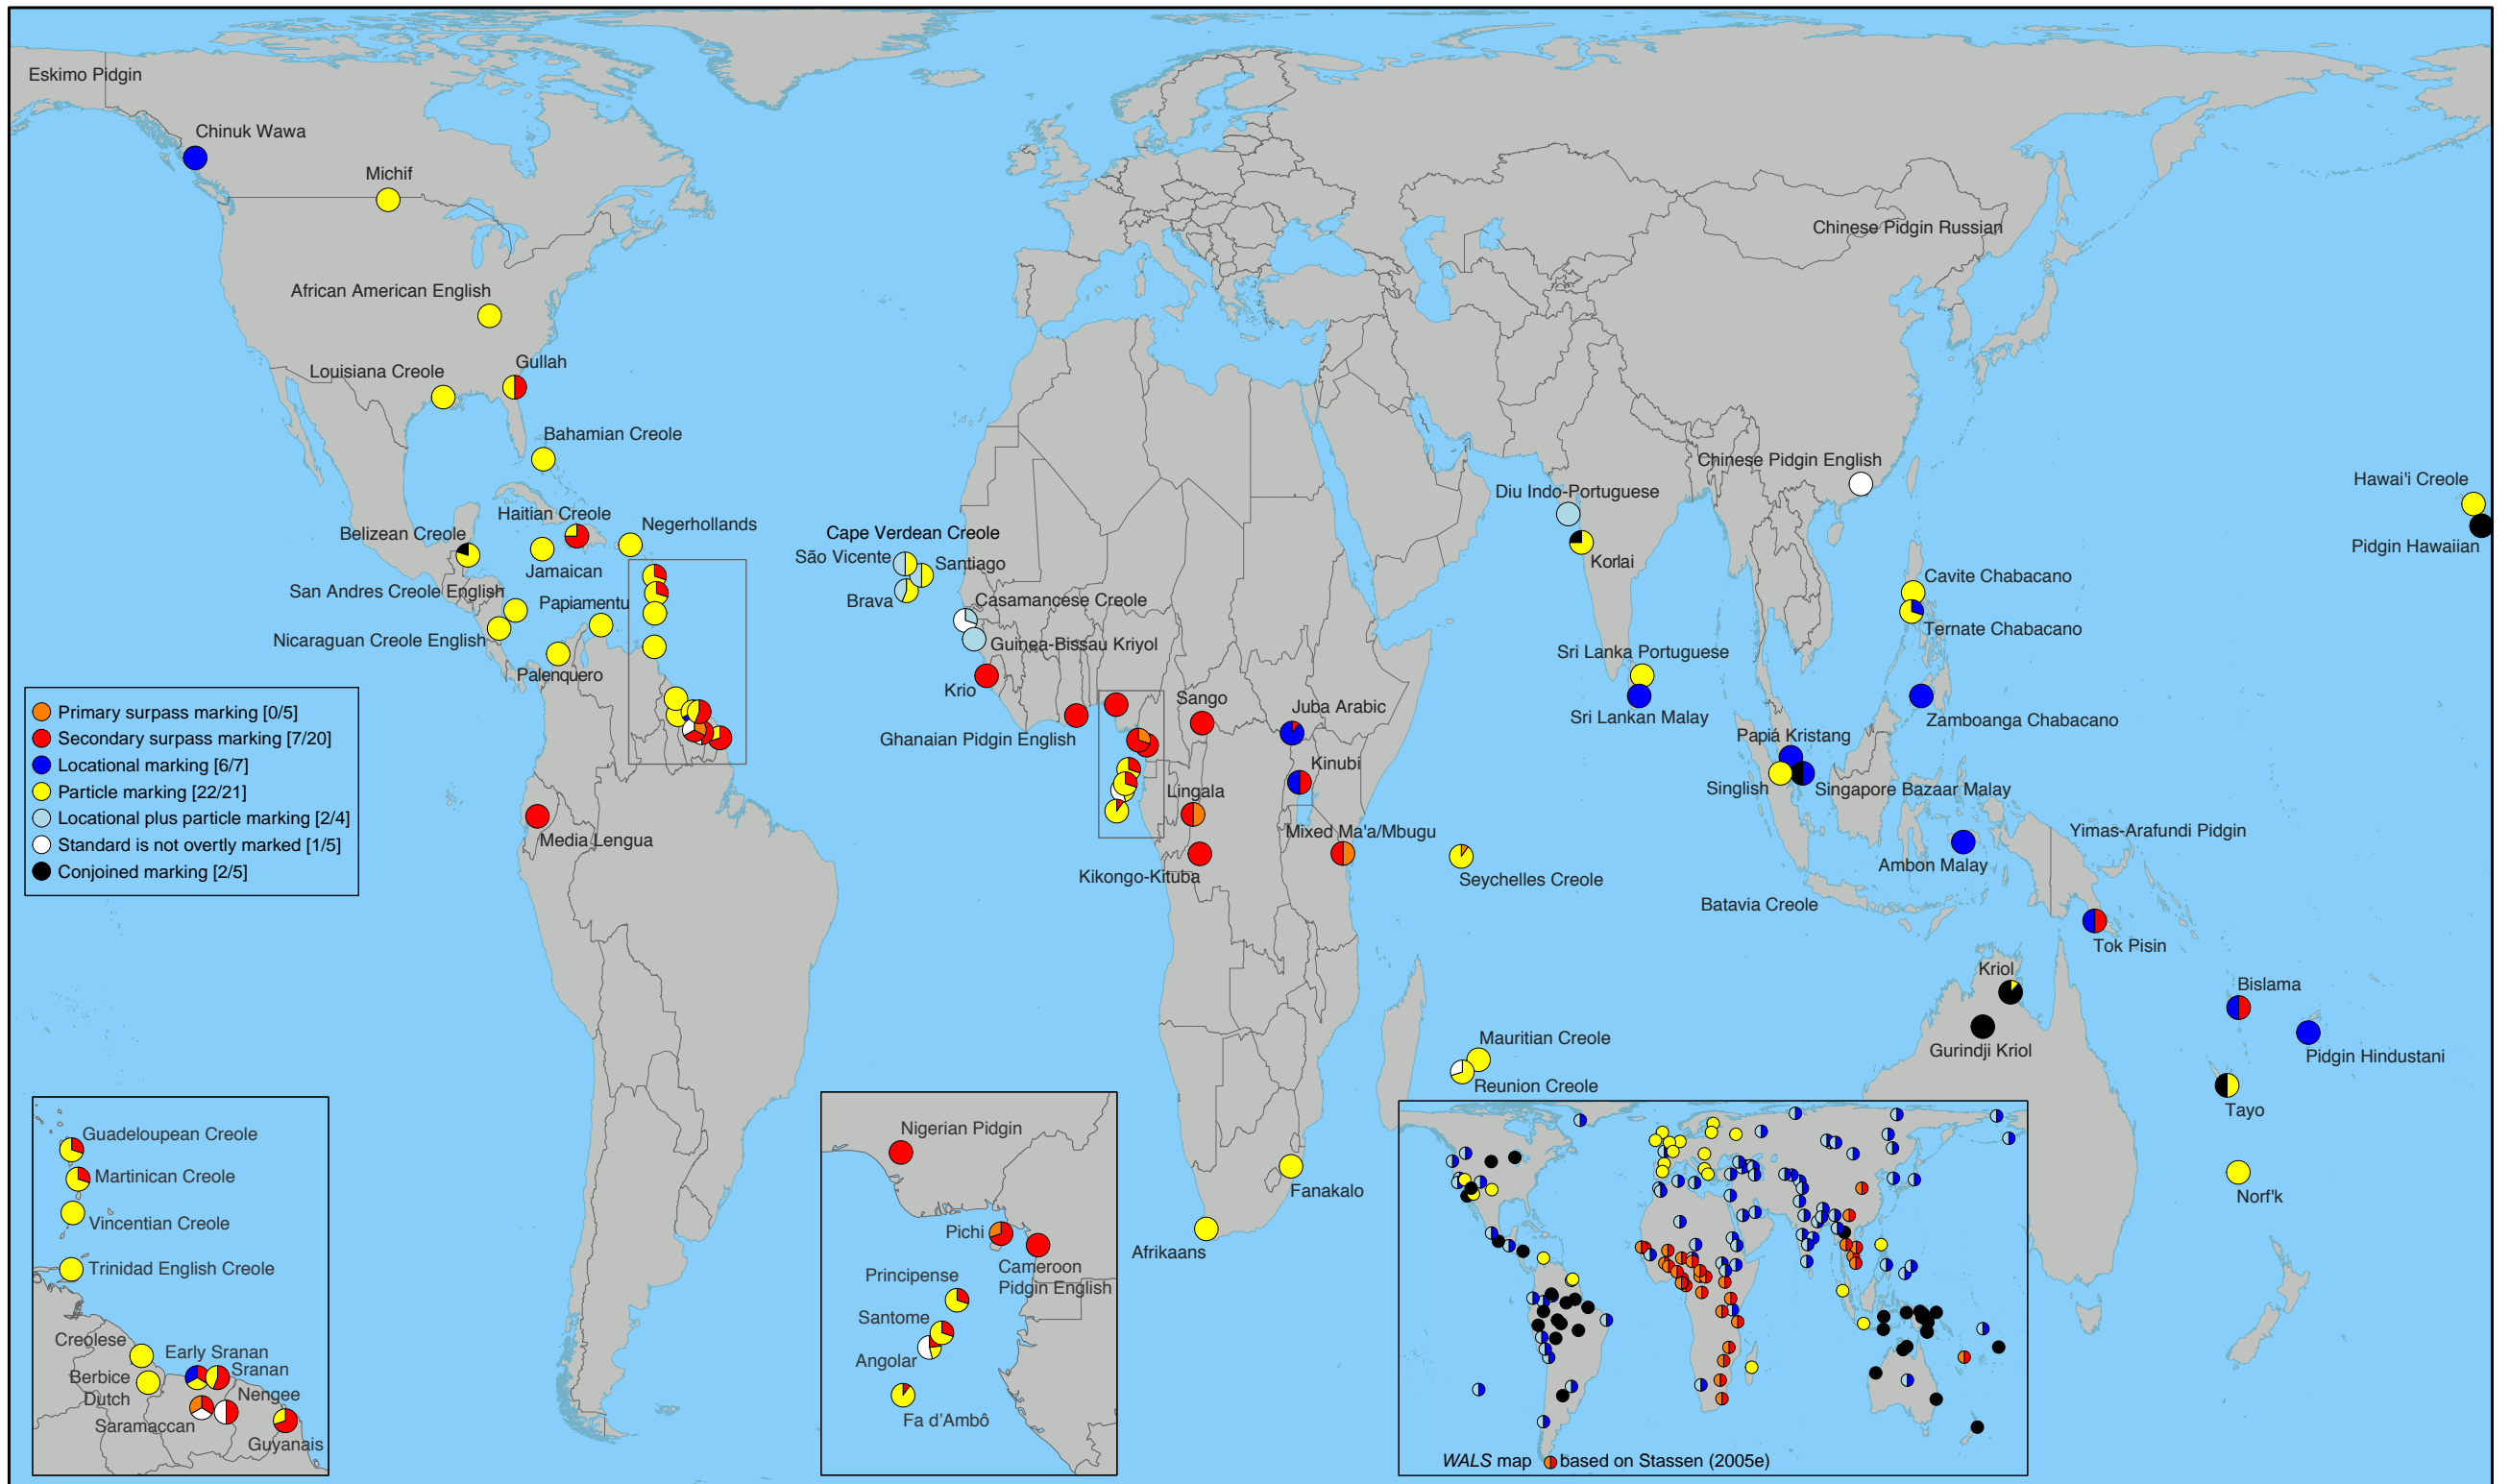 Eskimo Pidgin
Chinuk Wawa
Michif
Chinese Pidgin Russian
African American English
Gullah
Louisiana Creole
Bahamian Creole
Chinese Pidgin English
Hawai'i Creole
Diu Indo-Portuguese
Haitian Creole
Negerhollands
Belizean Creole
Cape Verdean Creole
Pidgin Hawaiian
São Vicente
Santiago
Korlai
Jamaican
Cavite Chabacano
San Andres Creole English
Papiamentu
Brava
Casamancese Creole
Ternate Chabacano
Nicaraguan Creole English
Guinea-Bissau Kriyol
Sri Lanka Portuguese
Palenquero
Krio
Sango
Juba Arabic
Sri Lankan Malay
Zamboanga Chabacano
Ghanaian Pidgin English
Papiá Kristang
Kinubi
Singlish
Singapore Bazaar Malay
Lingala
Media Lengua
Mixed Ma'a/Mbugu
Yimas-Arafundi Pidgin
Ambon Malay
Kikongo-Kituba
Seychelles Creole
Batavia Creole
Tok Pisin
Primary surpass marking [0/5]
Secondary surpass marking [7/20]
Locational marking [6/7]
Particle marking [22/21]
Locational plus particle marking [2/4]
Standard is not overtly marked [1/5]
Conjoined marking [2/5]
Kriol
Bislama
Mauritian Creole
Gurindji Kriol
Pidgin Hindustani
Reunion Creole
Tayo
Norf'k
Fanakalo
Afrikaans
Guadeloupean Creole
Martinican Creole
Vincentian Creole
Trinidad English Creole
Creolese
Early Sranan
Sranan
Berbice
Dutch
Nengee
Saramaccan
Guyanais
Nigerian Pidgin
Pichi
Cameroon
Pidgin English
Principense
Santome
Angolar
Fa d'Ambô
WALS map based on Stassen (2005e)